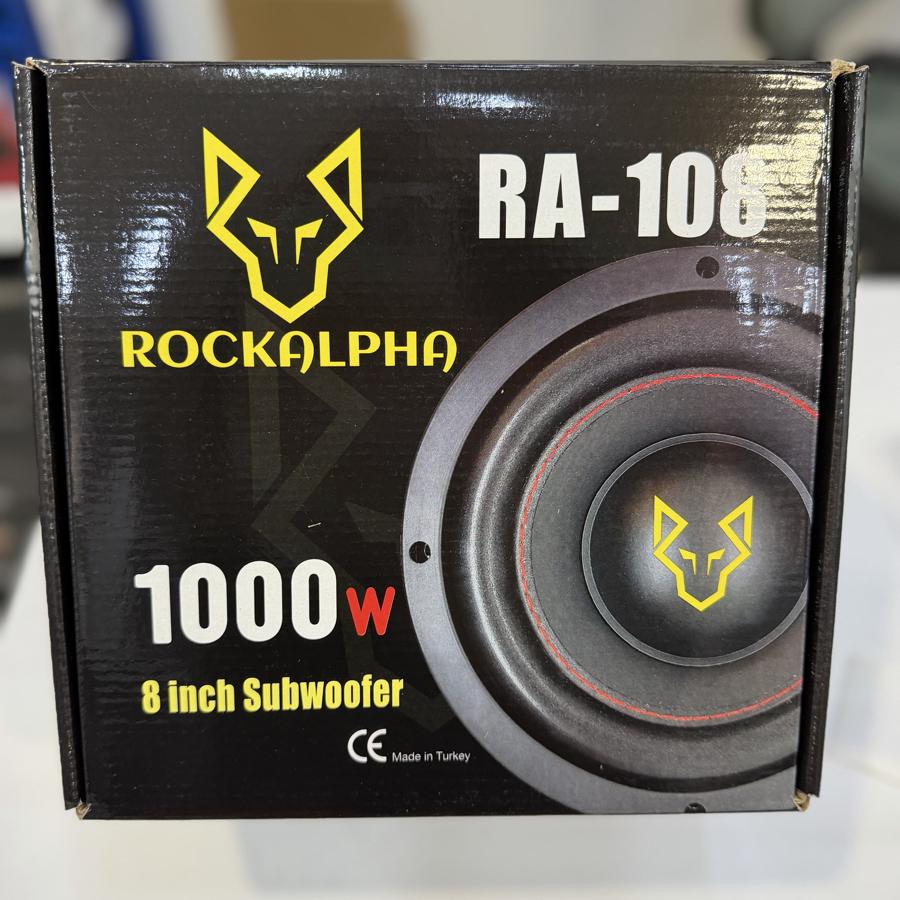 RA-108
ROCKALPHA
1000w
8 inch Subwoofer
CE Made in Turkey